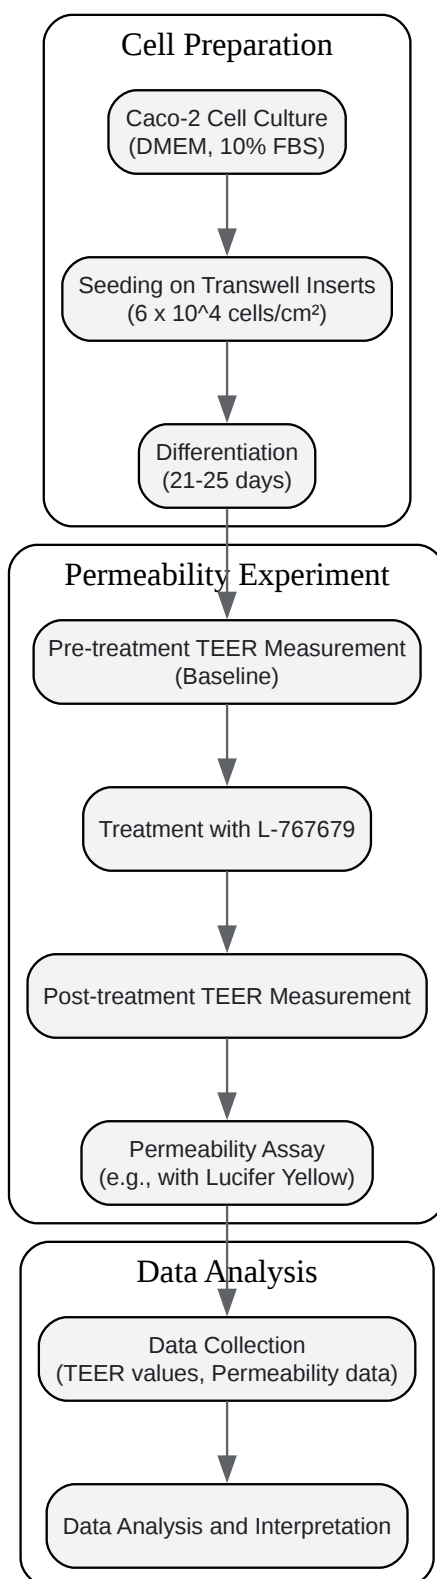 Cell Preparation
Caco-2 Cell Culture
(DMEM, 10% FBS)
Seeding on Transwell Inserts
(6 x 10^4 cells/cm²)
Differentiation
(21-25 days)
Permeability Experiment
Pre-treatment TEER Measurement
(Baseline)
Treatment with L-767679
Post-treatment TEER Measurement
Permeability Assay
(e.g., with Lucifer Yellow)
Data Analysis
Data Collection
(TEER values, Permeability data)
Data Analysis and Interpretation